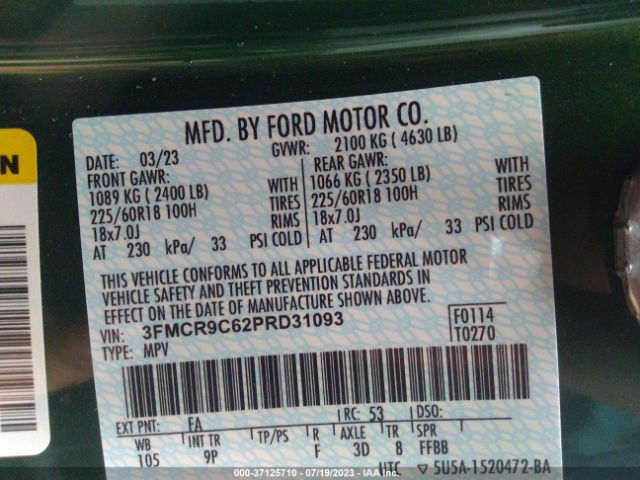 MFD. BY FORD MOTOR CO.
DATE: 03/23 GVWR: 2100 KG ( 4630 LB)
FRONT GAWR: REAR GAWR:
1089 KG ( 2400 LB) WITH 1066 KG ( 2350 LB) WITH
225/60R18 100H TIRES 225/60R18 100H TIRES
18x7.0J RIMS 18x7.0J RIMS
AT 230 kPa/ 33 PSI COLD AT 230 kPa/ 33 PSI COLD
THIS VEHICLE CONFORMS TO ALL APPLICABLE FEDERAL MOTOR
VEHICLE SAFETY AND THEFT PREVENTION STANDARDS IN
EFFECT ON THE DATE OF MANUFACTURE SHOWN ABOVE.
VIN: 3FMCR9C62PRD31093 F0114
TYPE: MPV T0270
EXT PNT: FA RC: 53 DSO:
WB INT TR TP/PS R AXLE TR SPR
105 9P F 3D 8 FFBB
UTC ▽ 5U5A-1520472-BA
000-37125710 - 07/19/2023 - IAA Inc.